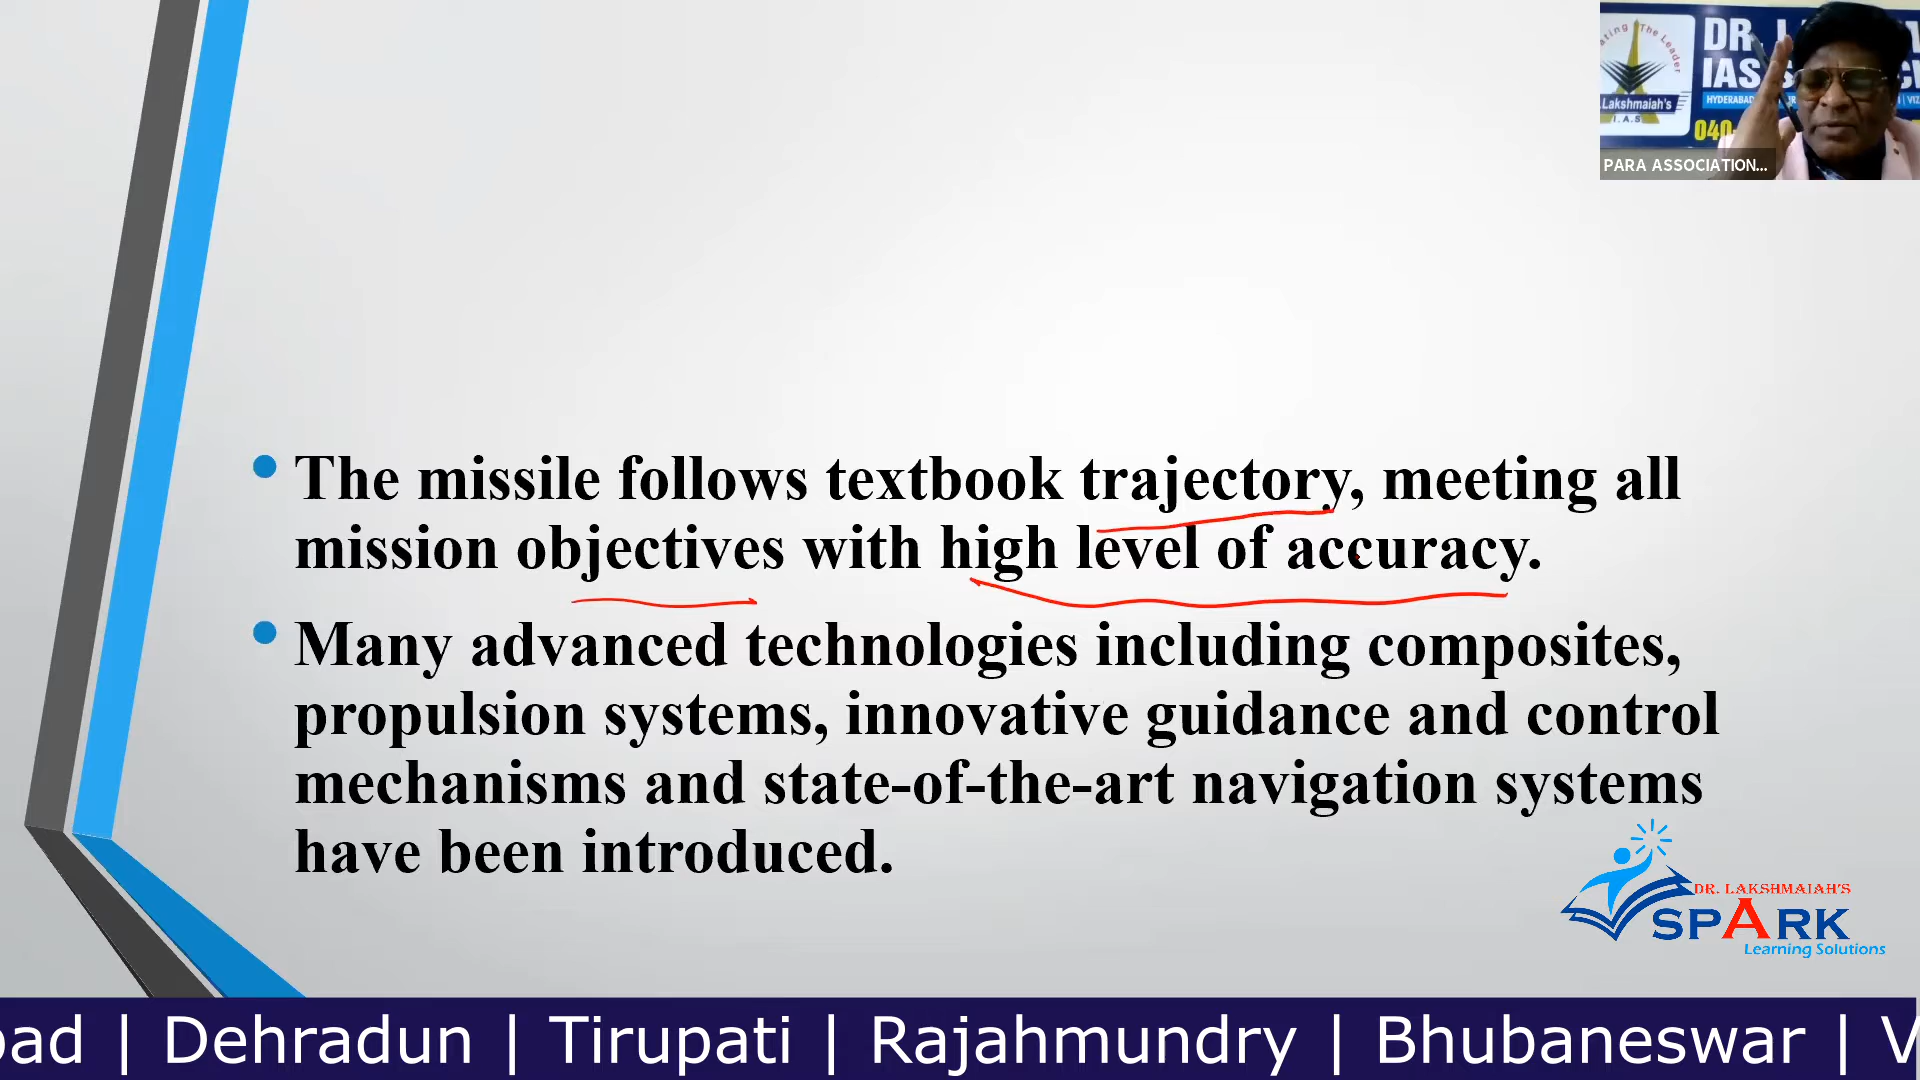 The Leader
DR.
IAS
HYDERABAD
Lakshmaiah's
I.A.S
040
PARA ASSOCIATION...
• The missile follows textbook trajectory, meeting all
mission objectives with high level of accuracy.
• Many advanced technologies including composites,
propulsion systems, innovative guidance and control
mechanisms and state-of-the-art navigation systems
have been introduced.
DR. LAKSHMAIAH'S
SPARK
Learning Solutions
| Dehradun | Tirupati | Rajahmundry | Bhubaneswar | V